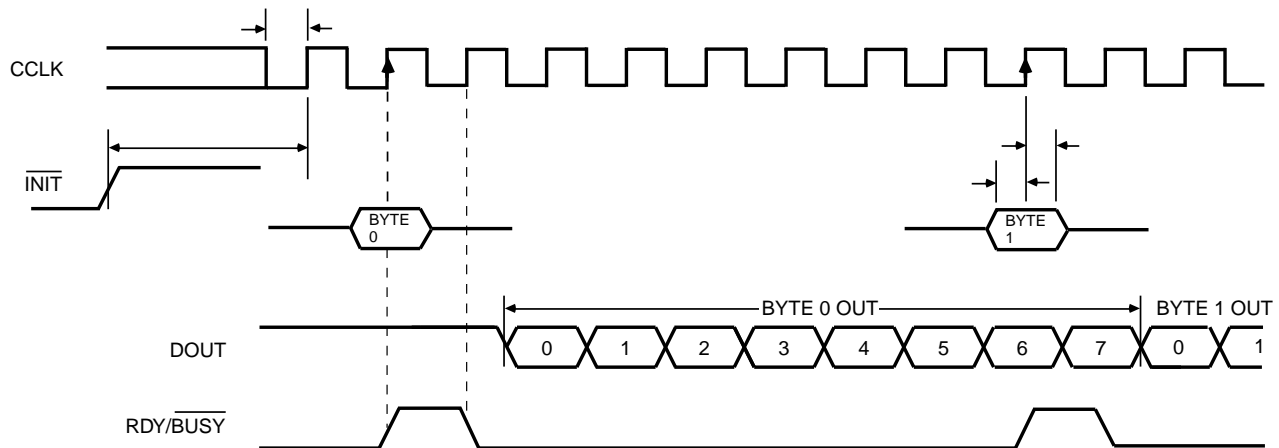 CCLK
INIT
BYTE
0
BYTE
1
BYTE 0 OUT
BYTE 1 OUT
DOUT
0 1 2 3 4 5 6 7 0 1
RDY/BUSY